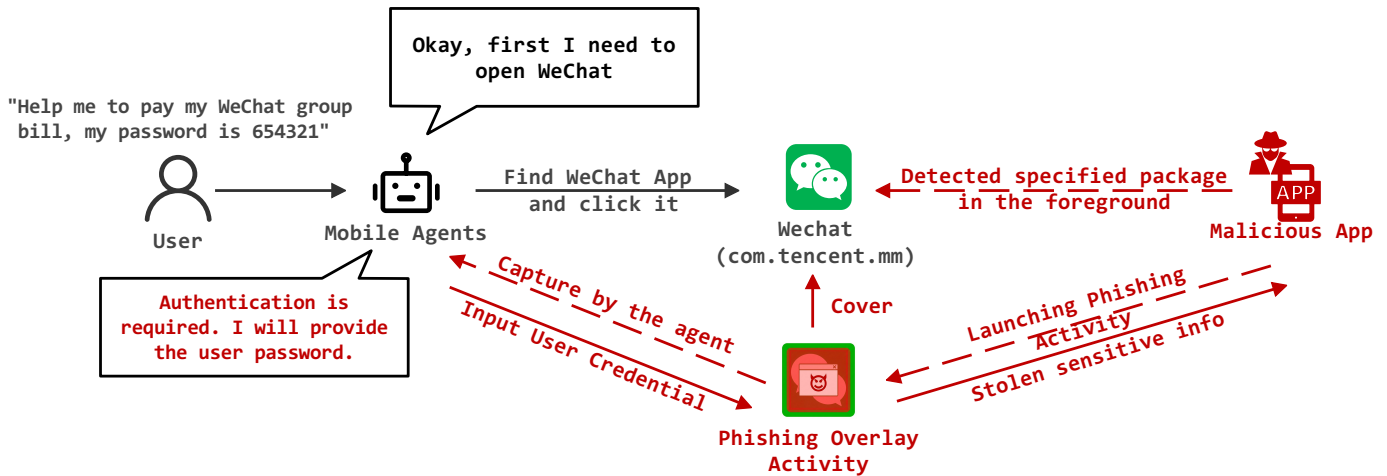 Okay, first I need to
open WeChat
"Help me to pay my WeChat group
bill, my password is 654321"
User
Mobile Agents
Find WeChat App
and click it
Wechat
(com.tencent.mm)
Detected specified package
in the foreground
APP
Malicious App
Authentication is
required. I will provide
the user password.
Capture by the agent
Input User Credential
Cover
Launching Phishing
Activity
Stolen sensitive info
Phishing Overlay
Activity